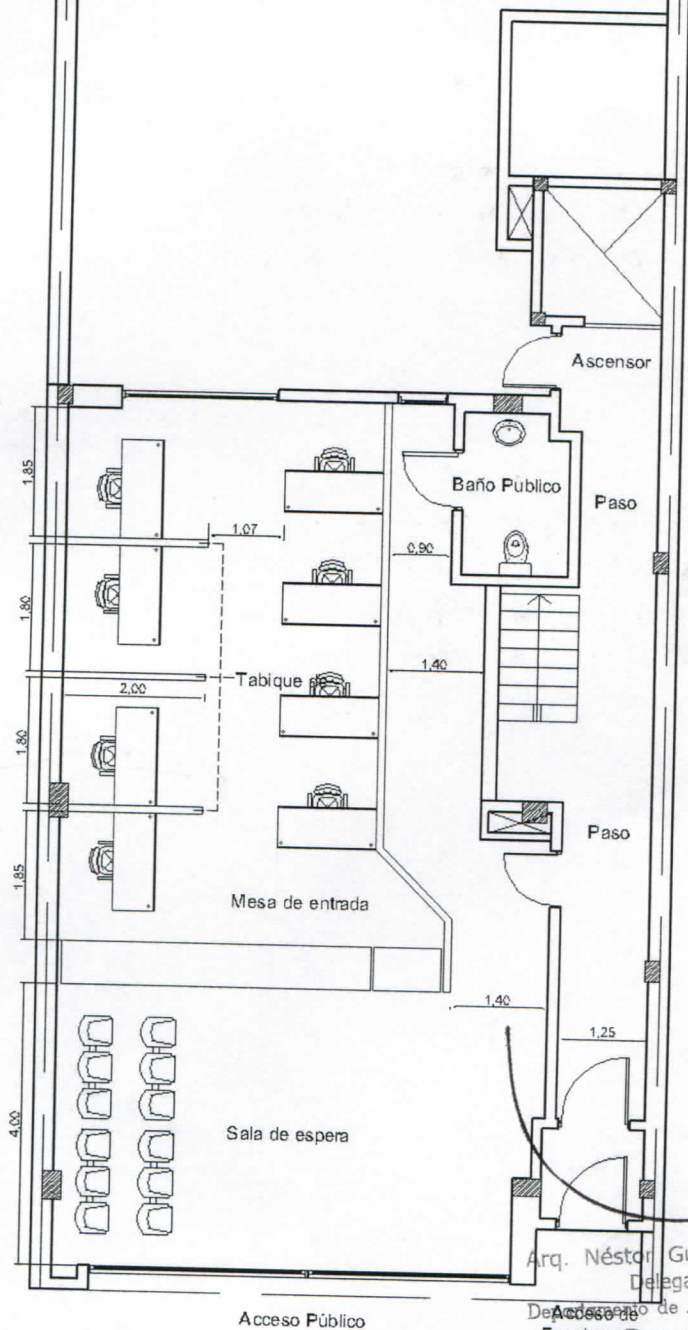 Ascensor
1,85
Baño Público
Paso
1,07
0,90
1,80
1,40
Tabique
2,00
1,80
Paso
1,85
Mesa de entrada
1,40
1,25
4,00
Sala de espera
Arq. Néstor
Acceso Público
Acceso de